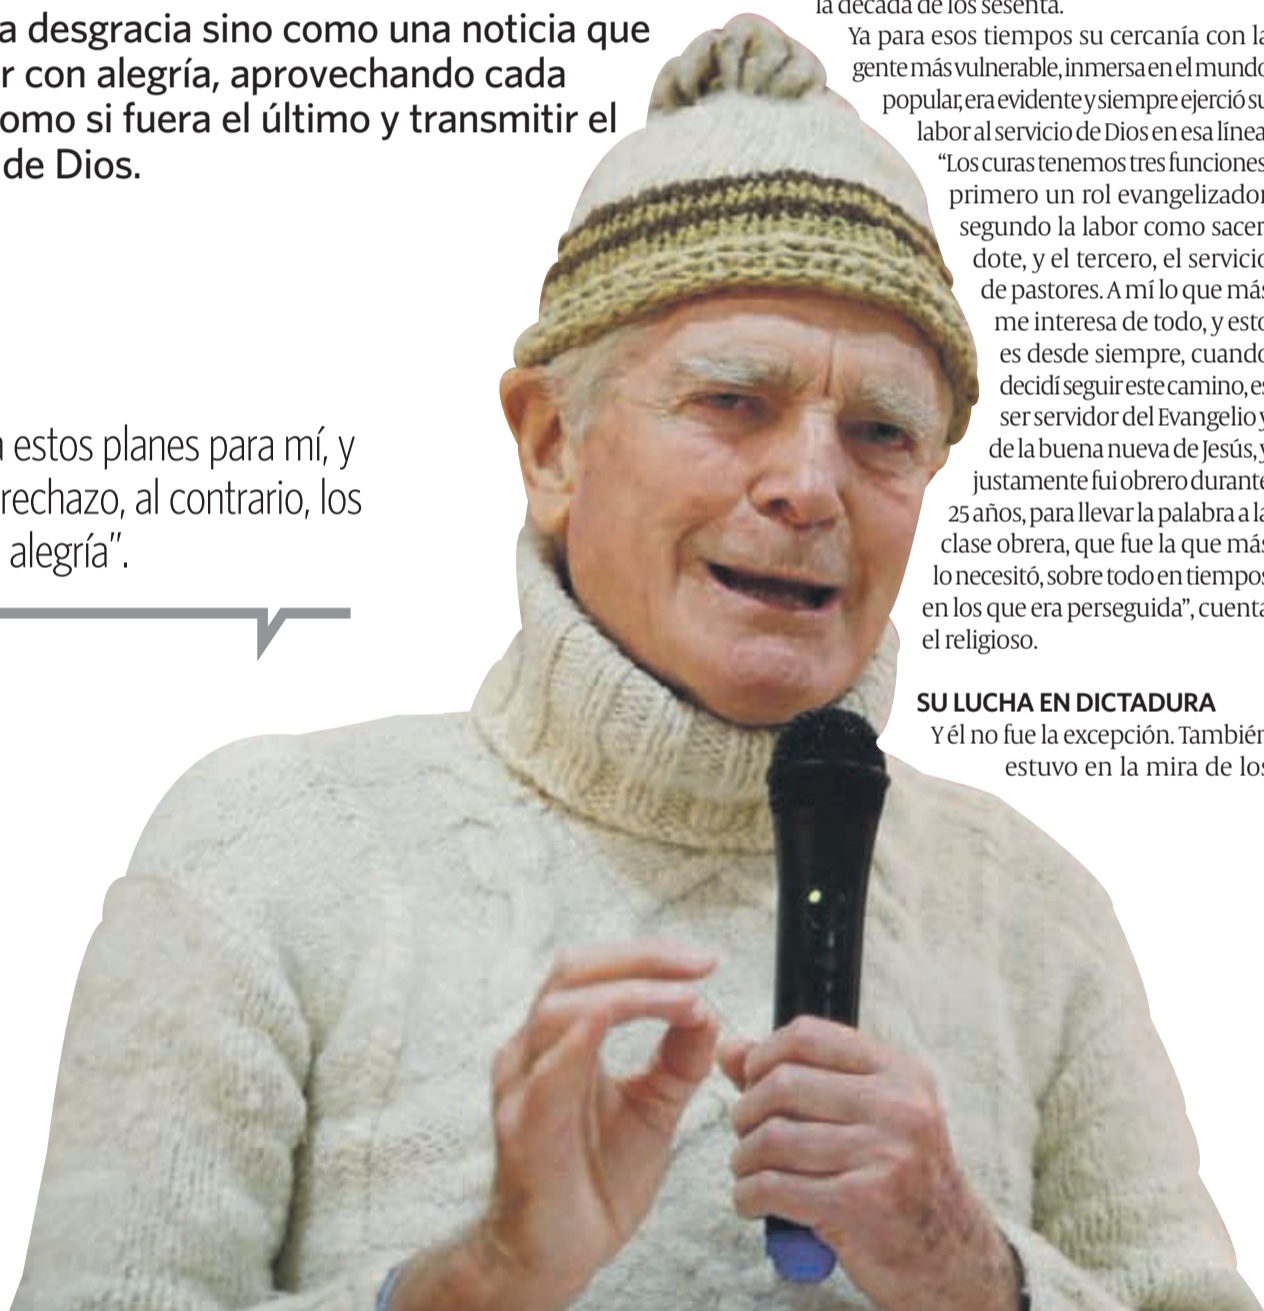 a desgracia sino como una noticia que
r con alegría, aprovechando cada
omo si fuera el último y transmitir el
de Dios.
a estos planes para mí, y
rechazo, al contrario, los
alegría”.
la década de los sesenta.
Ya para esos tiempos su cercanía con la
gente más vulnerable, inmersa en el mundo
popular, era evidente y siempre ejerció su
labor al servicio de Dios en esa línea
“Los curas tenemos tres funciones
primero un rol evangelizador
segundo la labor como sacer
dote, y el tercero, el servicio
de pastores. A mí lo que más
me interesa de todo, y esto
es desde siempre, cuando
decidí seguir este camino, es
ser servidor del Evangelio y
de la buena nueva de Jesús, y
justamente fui obrero durante
25 años, para llevar la palabra a la
clase obrera, que fue la que más
lo necesitó, sobre todo en tiempos
en los que era perseguida”, cuenta
el religioso.
SU LUCHA EN DICTADURA
Y él no fue la excepción. También
estuvo en la mira de los